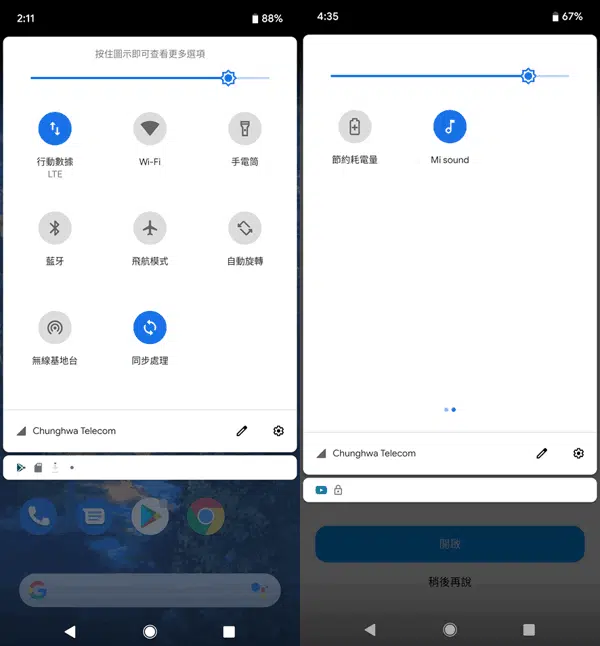 2:11
88%
按住圖示即可查看更多選項
行動數據
LTE
Wi-Fi
手電筒
藍牙
飛航模式
自動旋轉
無線基地台
同步處理
Chunghwa Telecom
4:35
67%
節約耗電量
Mi sound
Chunghwa Telecom
開啟
稍後再說